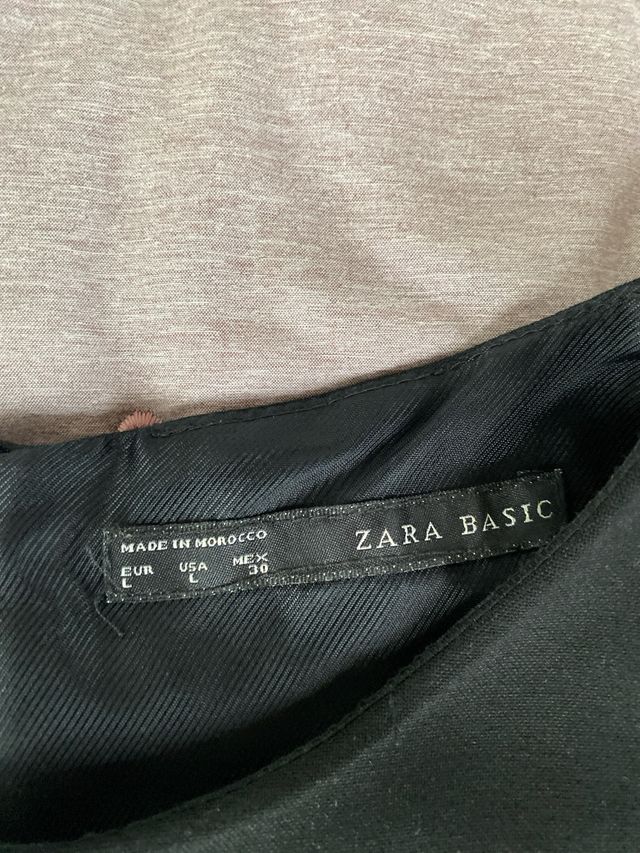 MADE IN MOROCCO
EUR USA MEX
L L 30
ZARA BASIC